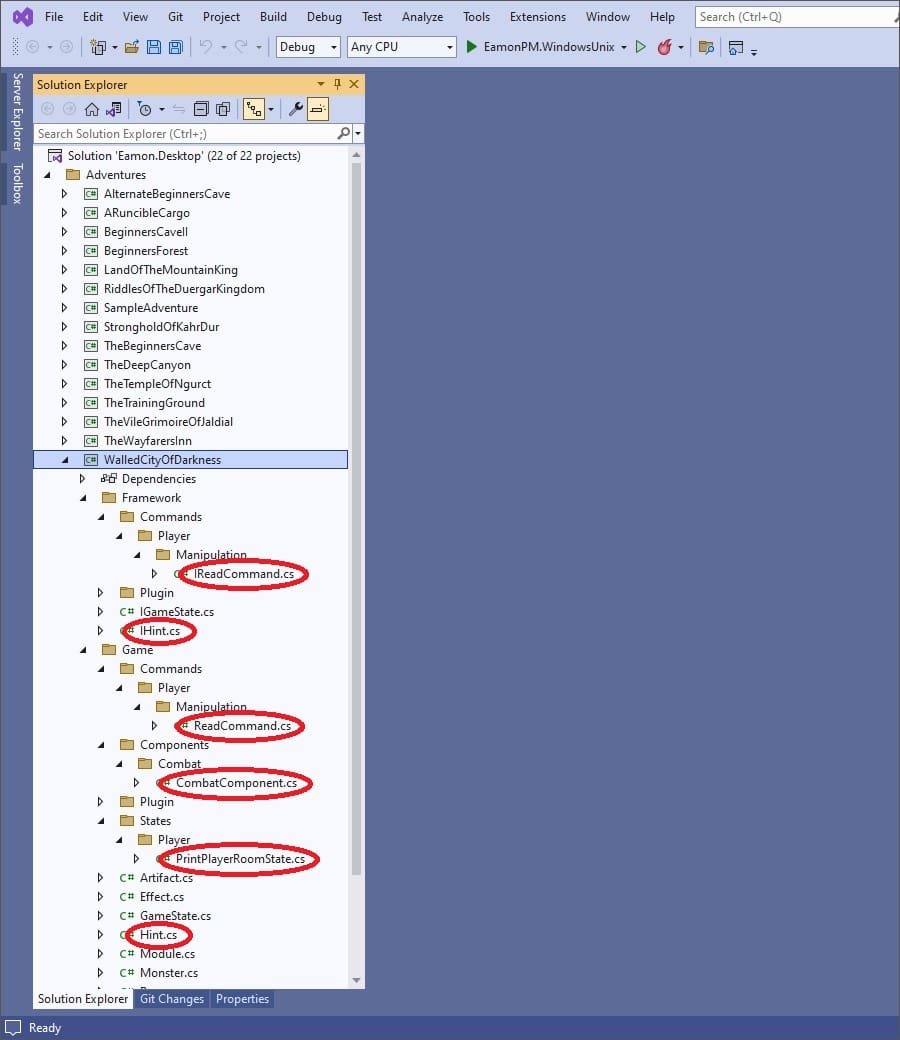 File Edit View Git Project Build Debug Test Analyze Tools Extensions Window Help Search (Ctrl+Q)
Debug Any CPU EamonPM.WindowsUnix
Server Explorer
Toolbox
Solution Explorer
Search Solution Explorer (Ctrl+;)
Solution 'Eamon.Desktop' (22 of 22 projects)
Adventures
C# AlternateBeginnersCave
C# ARuncibleCargo
C# BeginnersCaveII
C# BeginnersForest
C# LandOfTheMountainKing
C# RiddlesOfTheDuergarKingdom
C# SampleAdventure
C# StrongholdOfKahrDur
C# TheBeginnersCave
C# TheDeepCanyon
C# TheTempleOfNgurct
C# TheTrainingGround
C# TheVileGrimoireOfJaldial
C# TheWayfarersInn
C# WalledCityOfDarkness
Dependencies
Framework
Commands
Player
Manipulation
IReadCommand.cs
Plugin
C# IGameState.cs
IHint.cs
Game
Commands
Player
Manipulation
ReadCommand.cs
Components
Combat
CombatComponent.cs
Plugin
States
Player
PrintPlayerRoomState.cs
C# Artifact.cs
C# Effect.cs
C# GameState.cs
Hint.cs
C# Module.cs
C# Monster.cs
Solution Explorer Git Changes Properties
Ready